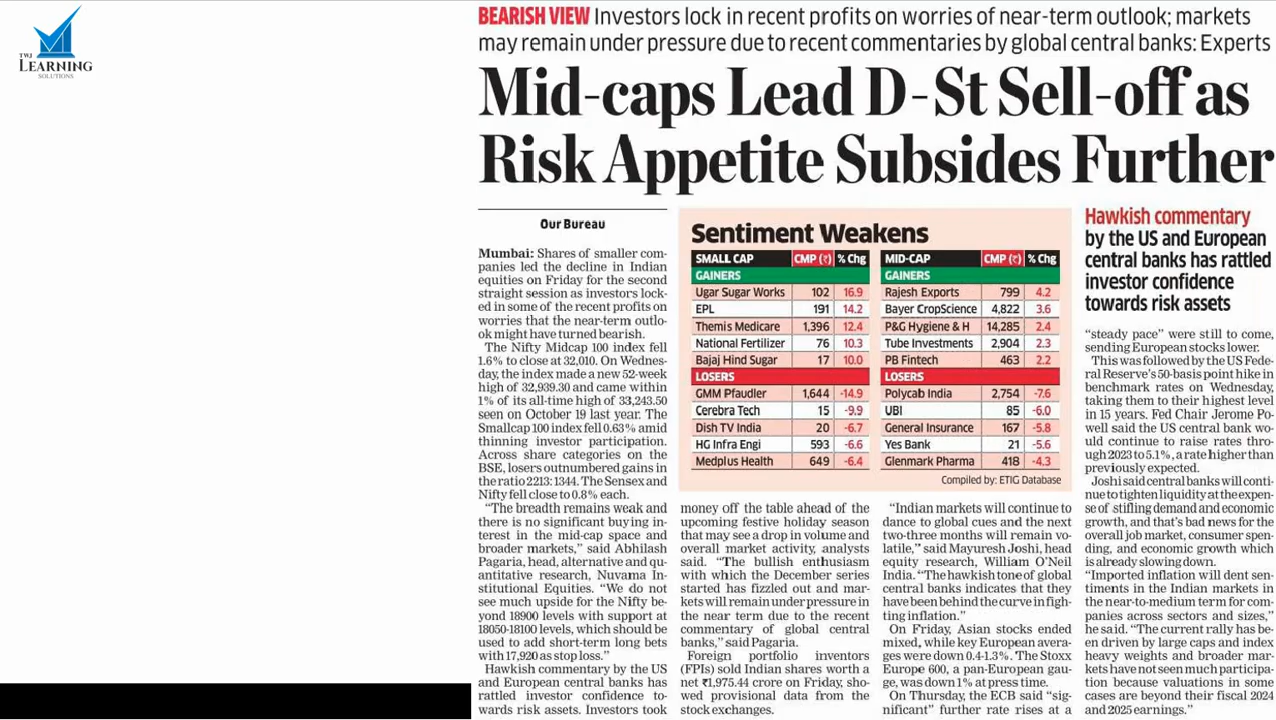 TWJ
LEARNING
SOLUTIONS
BEARISH VIEW Investors lock in recent profits on worries of near-term outlook; markets
may remain under pressure due to recent commentaries by global central banks: Experts
Mid-caps Lead D-St Sell-off as
Risk Appetite Subsides Further
Our Bureau
Mumbai: Shares of smaller com-
panies led the decline in Indian
equities on Friday for the second
straight session as investors lock-
ed in some of the recent profits on
worries that the near-term outlo-
ok might have turned bearish.
The Nifty Midcap 100 index fell
1.6% to close at 32,010. On Wednes-
day, the index made a new 52-week
high of 32,939.30 and came within
1% of its all-time high of 33,243.50
seen on October 19 last year. The
Smallcap 100 index fell 0.63% amid
thinning investor participation.
Across share categories on the
BSE, losers outnumbered gains in
the ratio 2213:1344. The Sensex and
Nifty fell close to 0.8% each.
"The breadth remains weak and
there is no significant buying in-
terest in the mid-cap space and
broader markets," said Abhilash
Pagaria, head, alternative and qu-
antitative research, Nuvama In-
stitutional Equities. "We do not
see much upside for the Nifty be-
yond 18900 levels with support at
18050-18100 levels, which should be
used to add short-term long bets
with 17,920 as stop loss."
Hawkish commentary by the US
and European central banks has
rattled investor confidence to-
wards risk assets. Investors took
Sentiment Weakens
SMALL CAP CMP (₹) % Chg
GAINERS
Ugar Sugar Works 102 16.9
EPL 191 14.2
Themis Medicare 1,396 12.4
National Fertilizer 76 10.3
Bajaj Hind Sugar 17 10.0
LOSERS
GMM Pfaudler 1,644 -14.9
Cerebra Tech 15 -9.9
Dish TV India 20 -6.7
HG Infra Engi 593 -6.6
Medplus Health 649 -6.4
MID-CAP CMP (₹) % Chg
GAINERS
Rajesh Exports 799 4.2
Bayer CropScience 4,822 3.6
P&G Hygiene & H 14,285 2.4
Tube Investments 2,904 2.3
PB Fintech 463 2.2
LOSERS
Polycab India 2,754 -7.6
UBI 85 -6.0
General Insurance 167 -5.8
Yes Bank 21 -5.6
Glenmark Pharma 418 -4.3
Compiled by: ETIG Database
money off the table ahead of the
upcoming festive holiday season
that may see a drop in volume and
overall market activity, analysts
said. "The bullish enthusiasm
with which the December series
started has fizzled out and mar-
kets will remain under pressure in
the near term due to the recent
commentary of global central
banks," said Pagaria.
Foreign portfolio investors
(FPIs) sold Indian shares worth a
net ₹1,975.44 crore on Friday, sho-
wed provisional data from the
stock exchanges.
"Indian markets will continue to
dance to global cues and the next
two-three months will remain vo-
latile," said Mayuresh Joshi, head
equity research, William O'Neil
India. "The hawkish tone of global
central banks indicates that they
have been behind the curve in figh-
ting inflation."
On Friday, Asian stocks ended
mixed, while key European avera-
ges were down 0.4-1.3%. The Stoxx
Europe 600, a pan-European gau-
ge, was down 1% at press time.
On Thursday, the ECB said "sig-
nificant" further rate rises at a
Hawkish commentary
by the US and European
central banks has rattled
investor confidence
towards risk assets
"steady pace" were still to come,
sending European stocks lower.
This was followed by the US Fede-
ral Reserve's 50-basis point hike in
benchmark rates on Wednesday,
taking them to their highest level
in 15 years. Fed Chair Jerome Po-
well said the US central bank wo-
uld continue to raise rates thro-
ugh 2023 to 5.1%, a rate higher than
previously expected.
Joshi said central banks will conti-
nue to tighten liquidity at the expen-
se of stifling demand and economic
growth, and that's bad news for the
overall job market, consumer spen-
ding, and economic growth which
is already slowing down.
"Imported inflation will dent sen-
timents in the Indian markets in
the near-to-medium term for com-
panies across sectors and sizes,"
he said. "The current rally has be-
en driven by large caps and index
heavy weights and broader mar-
kets have not seen much participa-
tion because valuations in some
cases are beyond their fiscal 2024
and 2025 earnings."